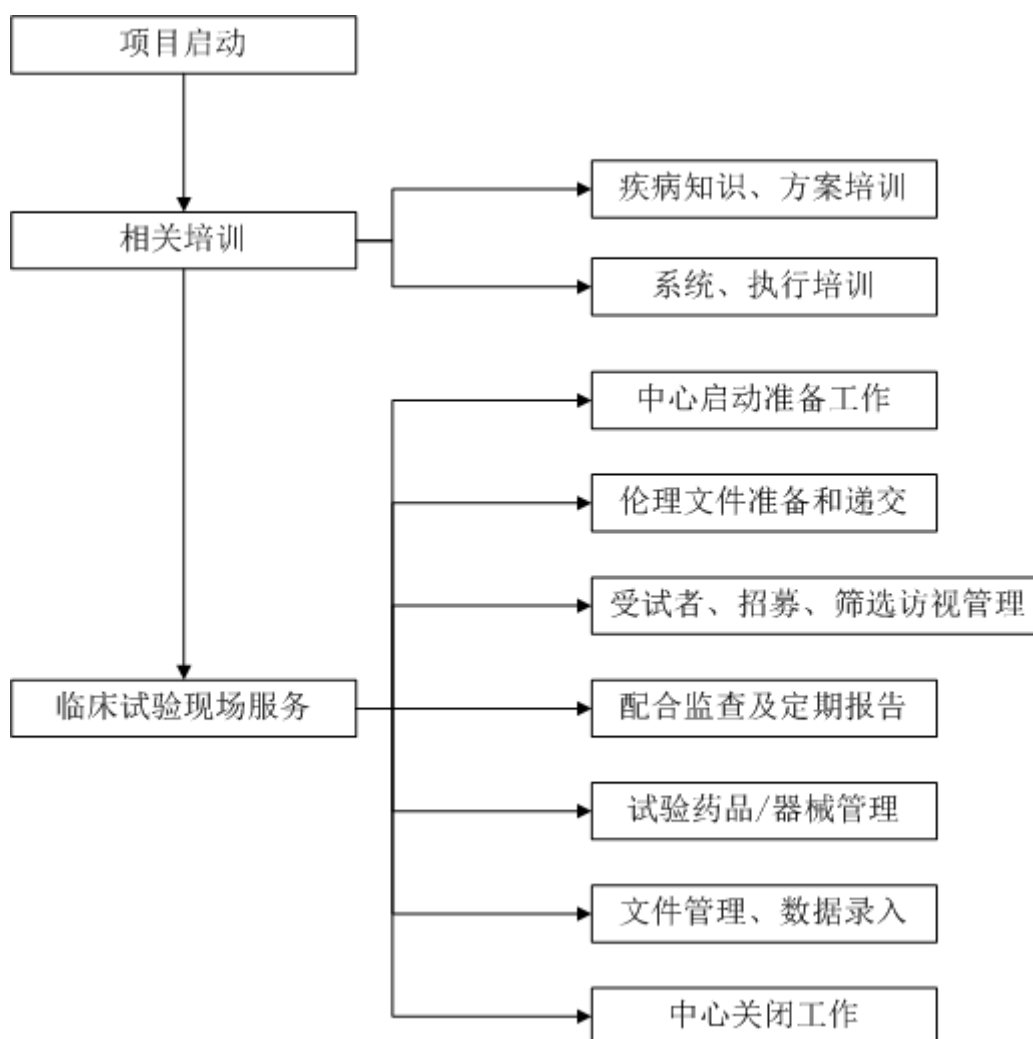 项目启动
疾病知识、方案培训
相关培训
系统、执行培训
中心启动准备工作
伦理文件准备和递交
受试者、招募、筛选访视管理
临床试验现场服务
配合监查及定期报告
试验药品/器械管理
文件管理、数据录入
中心关闭工作